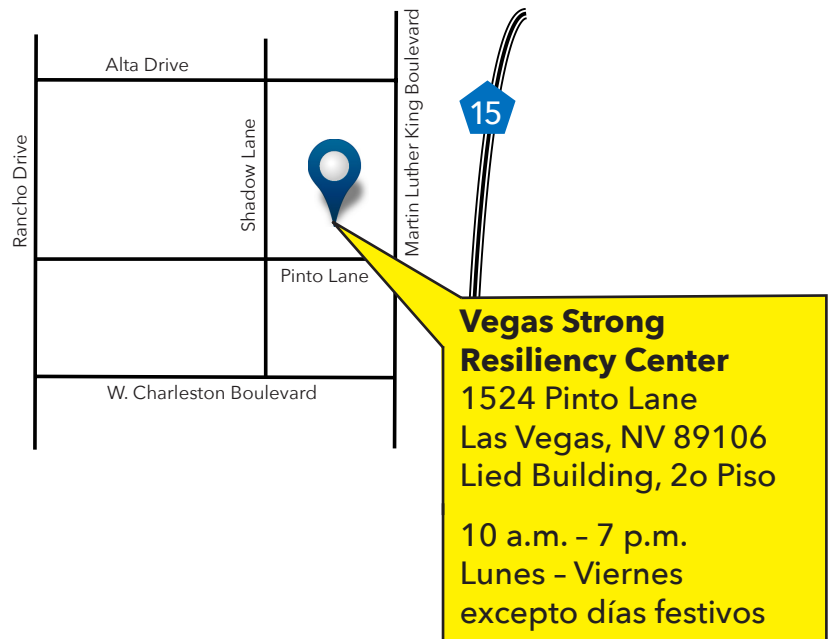 Alta Drive
Rancho Drive
Shadow Lane
Martin Luther King Boulevard
15
Pinto Lane
W. Charleston Boulevard
Vegas Strong
Resiliency Center
1524 Pinto Lane
Las Vegas, NV 89106
Lied Building, 2o Piso
10 a.m. – 7 p.m.
Lunes – Viernes
excepto días festivos